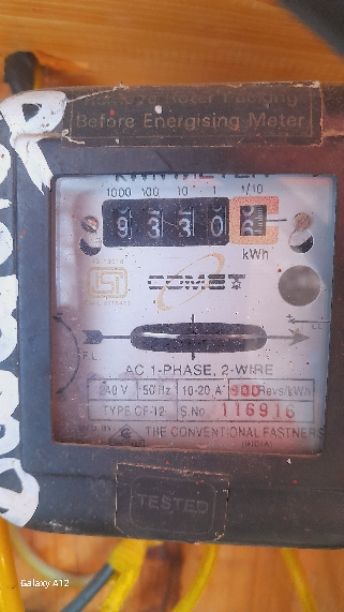 Before Energising Meter
KWH METER
1000 100 10 1 1/10
9 3 3 0
kWh
ISI
COMET
F.L.
AC 1-PHASE, 2-WIRE
240 V 50 Hz 10-20 A 900 Revs/kWh
TYPE CF-12 S.No. 116916
THE CONVENTIONAL FASTNERS
(INDIA)
TESTED
Galaxy A12